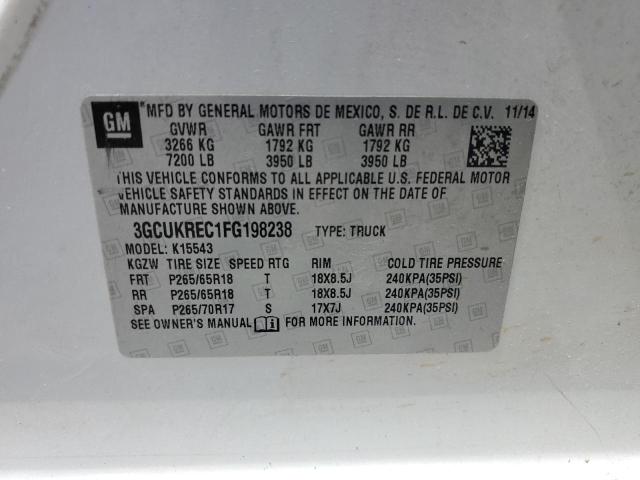 GM
*MFD BY GENERAL MOTORS DE MEXICO, S. DE R.L. DE C.V. 11/14
GVWR GAWR FRT GAWR RR
3266 KG 1792 KG 1792 KG
7200 LB 3950 LB 3950 LB
THIS VEHICLE CONFORMS TO ALL APPLICABLE U.S. FEDERAL MOTOR
VEHICLE SAFETY STANDARDS IN EFFECT ON THE DATE OF
MANUFACTURE SHOWN ABOVE.
3GCUKREC1FG198238 TYPE: TRUCK
MODEL: K15543
KGZW TIRE SIZE SPEED RTG RIM COLD TIRE PRESSURE
FRT P265/65R18 T 18X8.5J 240KPA(35PSI)
RR P265/65R18 T 18X8.5J 240KPA(35PSI)
SPA P265/70R17 S 17X7J 240KPA(35PSI)
SEE OWNER'S MANUAL FOR MORE INFORMATION.